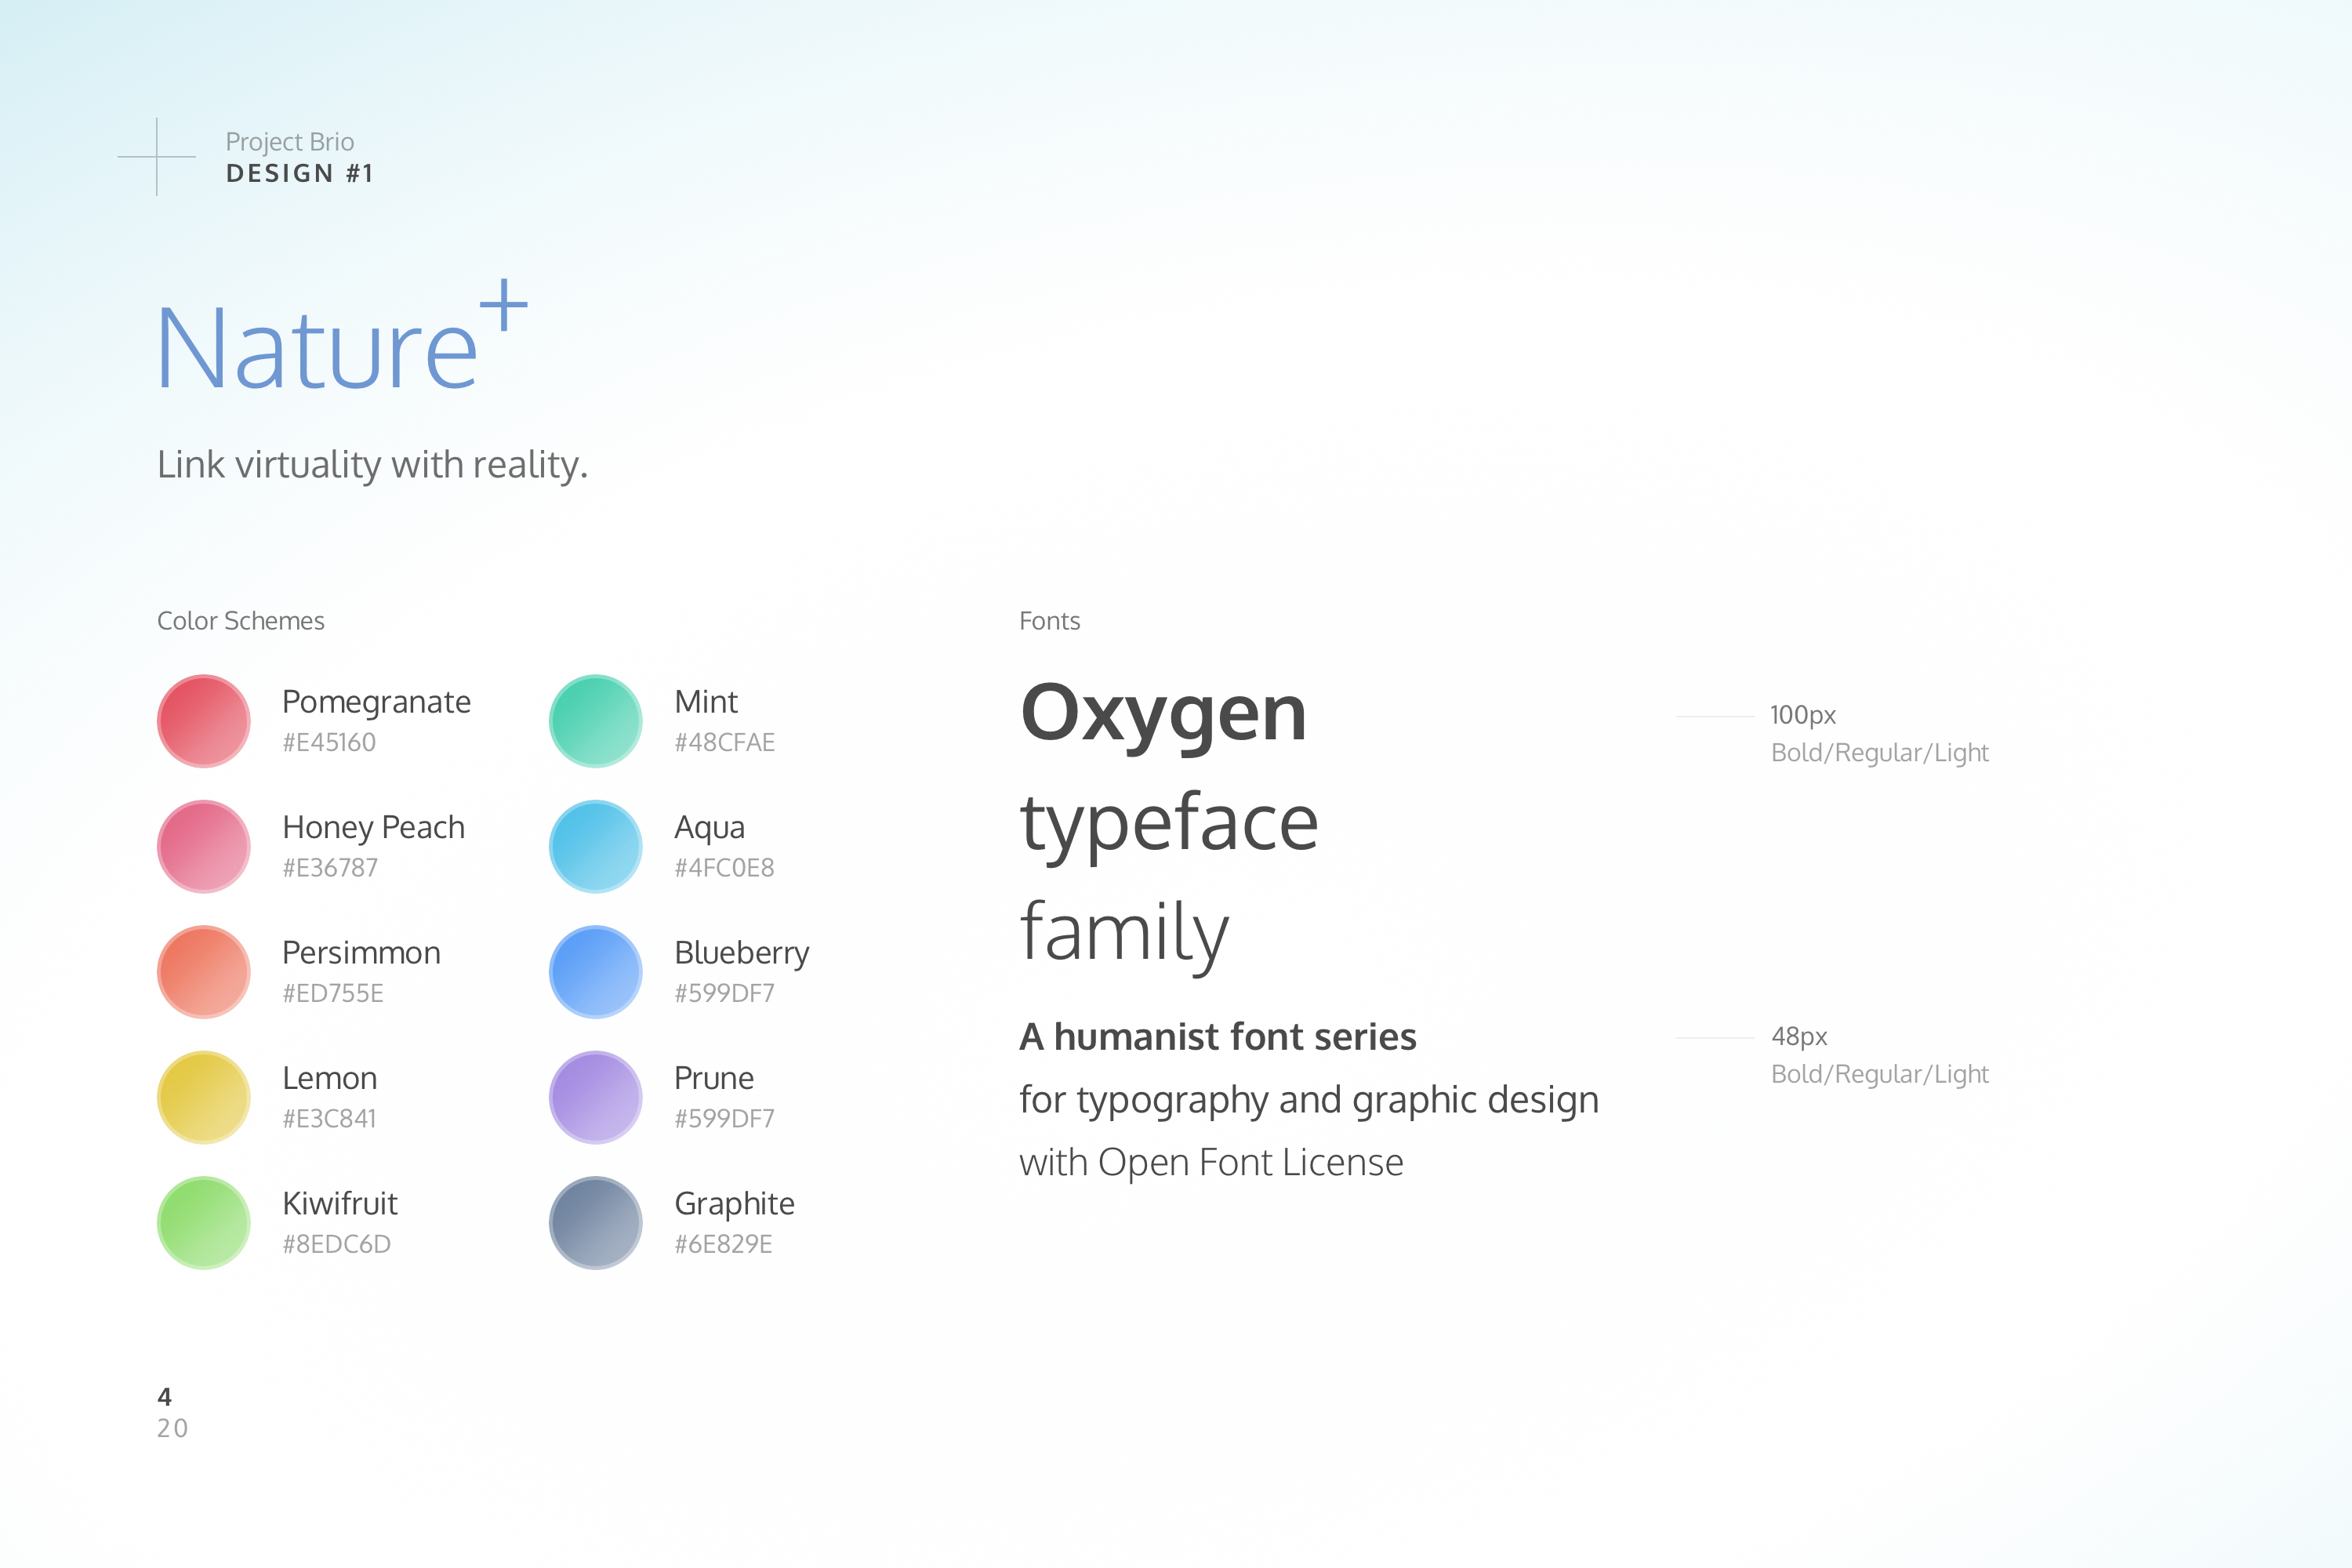 Project Brio
DESIGN #1
Nature+
Link virtuality with reality.
Color Schemes
Pomegranate
#E45160
Honey Peach
#E36787
Persimmon
#ED755E
Lemon
#E3C841
Kiwifruit
#8EDC6D
Mint
#48CFAE
Aqua
#4FC0E8
Blueberry
#599DF7
Prune
#599DF7
Graphite
#6E829E
Fonts
Oxygen
typeface
family
100px
Bold/Regular/Light
A humanist font series
for typography and graphic design
with Open Font License
48px
Bold/Regular/Light
4
20